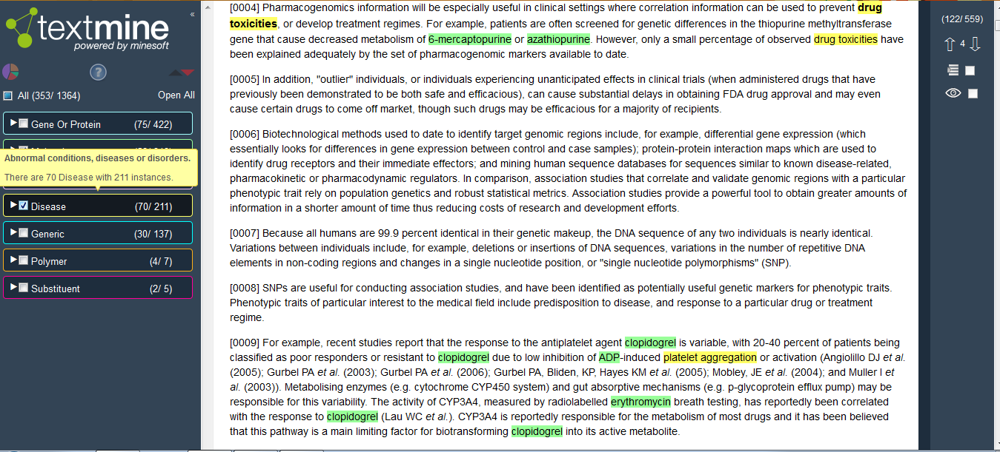 textmine
powered by minesoft
«
?
All (353/ 1364) Open All
Gene Or Protein (75/ 422)
Abnormal conditions, diseases or disorders.
There are 70 Disease with 211 instances.
Disease (70/ 211)
Generic (30/ 137)
Polymer (4/ 7)
Substituent (2/ 5)
[0004] Pharmacogenomics information will be especially useful in clinical settings where correlation information can be used to prevent drug
toxicities, or develop treatment regimes. For example, patients are often screened for genetic differences in the thiopurine methyltransferase
gene that cause decreased metabolism of 6-mercaptopurine or azathiopurine. However, only a small percentage of observed drug toxicities have
been explained adequately by the set of pharmacogenomic markers available to date.
[0005] In addition, "outlier" individuals, or individuals experiencing unanticipated effects in clinical trials (when administered drugs that have
previously been demonstrated to be both safe and efficacious), can cause substantial delays in obtaining FDA drug approval and may even
cause certain drugs to come off market, though such drugs may be efficacious for a majority of recipients.
[0006] Biotechnological methods used to date to identify target genomic regions include, for example, differential gene expression (which
essentially looks for differences in gene expression between control and case samples); protein-protein interaction maps which are used to
identify drug receptors and their immediate effectors; and mining human sequence databases for sequences similar to known disease-related,
pharmacokinetic or pharmacodynamic regulators. In comparison, association studies that correlate and validate genomic regions with a particular
phenotypic trait rely on population genetics and robust statistical metrics. Association studies provide a powerful tool to obtain greater amounts of
information in a shorter amount of time thus reducing costs of research and development efforts.
[0007] Because all humans are 99.9 percent identical in their genetic makeup, the DNA sequence of any two individuals is nearly identical.
Variations between individuals include, for example, deletions or insertions of DNA sequences, variations in the number of repetitive DNA
elements in non-coding regions and changes in a single nucleotide position, or "single nucleotide polymorphisms" (SNP).
[0008] SNPs are useful for conducting association studies, and have been identified as potentially useful genetic markers for phenotypic traits.
Phenotypic traits of particular interest to the medical field include predisposition to disease, and response to a particular drug or treatment
regime.
[0009] For example, recent studies report that the response to the antiplatelet agent clopidogrel is variable, with 20-40 percent of patients being
classified as poor responders or resistant to clopidogrel due to low inhibition of ADP-induced platelet aggregation or activation (Angiolillo DJ et al.
(2005); Gurbel PA et al. (2003); Gurbel PA et al. (2006); Gurbel PA, Bliden, KP, Hayes KM et al. (2005); Mobley, JE et al. (2004); and Muller I et
al. (2003)). Metabolising enzymes (e.g. cytochrome CYP450 system) and gut absorptive mechanisms (e.g. p-glycoprotein efflux pump) may be
responsible for this variability. The activity of CYP3A4, measured by radiolabelled erythromycin breath testing, has reportedly been correlated
with the response to clopidogrel (Lau WC et al.). CYP3A4 is reportedly responsible for the metabolism of most drugs and it has been believed
that this pathway is a main limiting factor for biotransforming clopidogrel into its active metabolite.
(122/ 559)
4